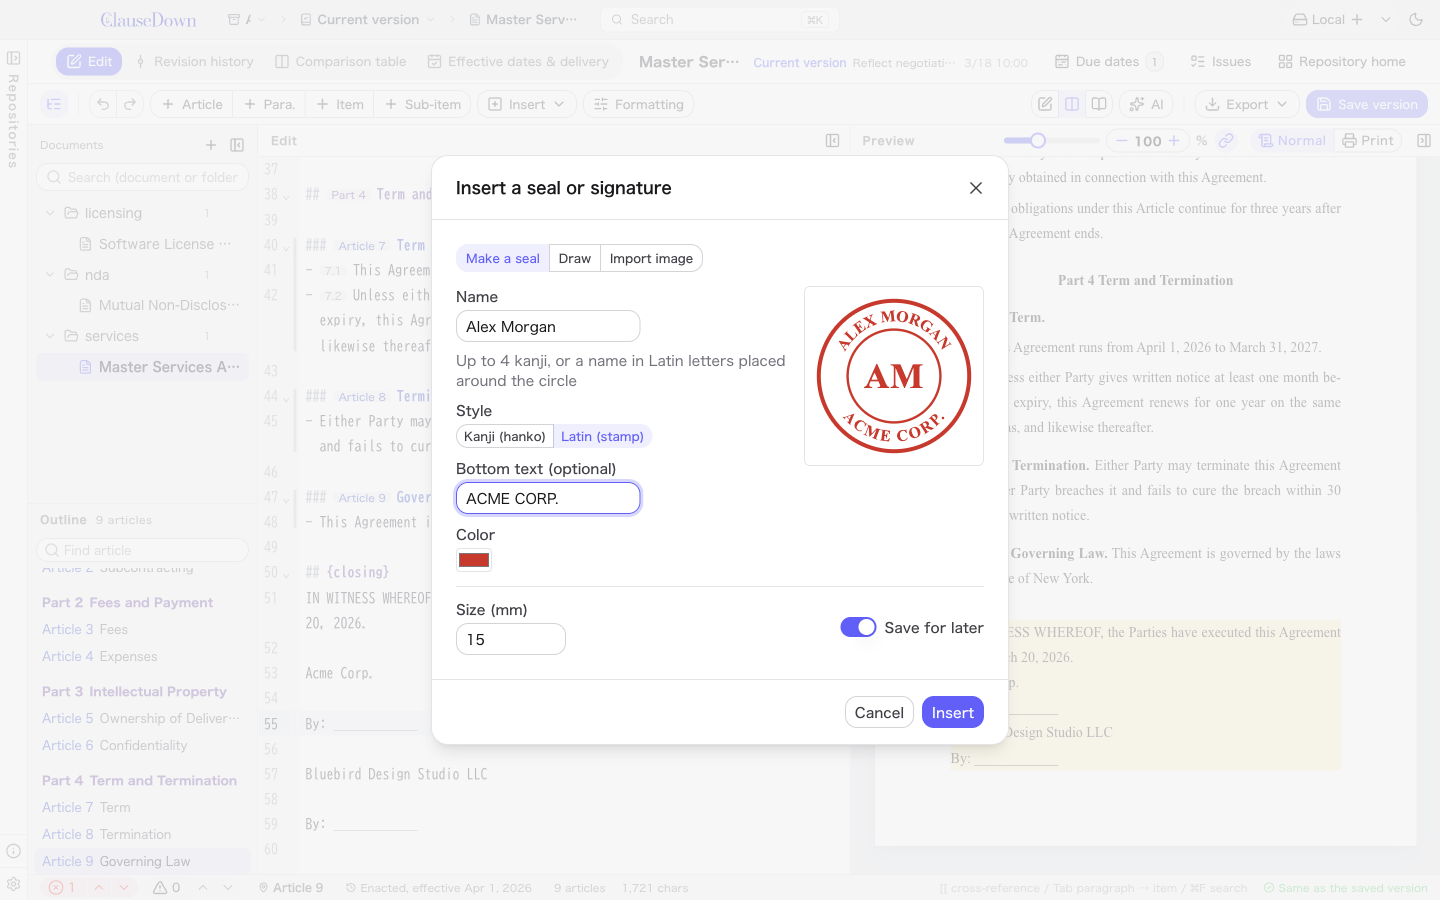 ClauseDown
A
Current version
Master Serv···
Search
⌘K
Local
Edit
Revision history
Comparison table
Effective dates & delivery
Master Ser···
Current version
Reflect negotiati···
3/18 10:00
Due dates
1
Issues
Repository home
Repositories
Article
Para.
Item
Sub-item
Insert
Formatting
AI
Export
Save version
Documents
Search (document or folder
licensing
1
Software License ···
nda
1
Mutual Non-Disclos···
services
1
Master Services A···
Outline 9 articles
Find article
Article 2 Subcontracting
Part 2 Fees and Payment
Article 3 Fees
Article 4 Expenses
Part 3 Intellectual Property
Article 5 Ownership of Deliver···
Article 6 Confidentiality
Part 4 Term and Termination
Article 7 Term
Article 8 Termination
Article 9 Governing Law
Edit
37
38 ## Part 4 Term and
39
40 ### Article 7 Term
41 – 7.1 This Agreem
42 – 7.2 Unless eith
expiry, this Agr
likewise thereaf
43
44 ### Article 8 Termi
45 – Either Party may
and fails to cur
46
47 ### Article 9 Gover
48 – This Agreement i
49
50 ## {closing}
51 IN WITNESS WHEREOF
20, 2026.
52
53 Acme Corp.
54
55 By: ____________
56
57 Bluebird Design Studio LLC
58
59 By: ____________
60
Insert a seal or signature
Make a seal
Draw
Import image
Name
Alex Morgan
Up to 4 kanji, or a name in Latin letters placed
around the circle
Style
Kanji (hanko)
Latin (stamp)
Bottom text (optional)
ACME CORP.
Color
ALEX MORGAN
AM
ACME CORP.
Size (mm)
15
Save for later
Cancel
Insert
Preview
100
%
Normal
Print
y obtained in connection with this Agreement.
obligations under this Article continue for three years after
Agreement ends.
Part 4 Term and Termination
Term.
s Agreement runs from April 1, 2026 to March 31, 2027.
ess either Party gives written notice at least one month be-
expiry, this Agreement renews for one year on the same
as, and likewise thereafter.
Termination. Either Party may terminate this Agreement
r Party breaches it and fails to cure the breach within 30
written notice.
Governing Law. This Agreement is governed by the laws
e of New York.
ESS WHEREOF, the Parties have executed this Agreement
h 20, 2026.
p.
Design Studio LLC
By: ____________
1
0
Article 9
Enacted, effective Apr 1, 2026
9 articles
1,721 chars
[[ cross-reference / Tab paragraph → item / ⌘F search
Same as the saved version